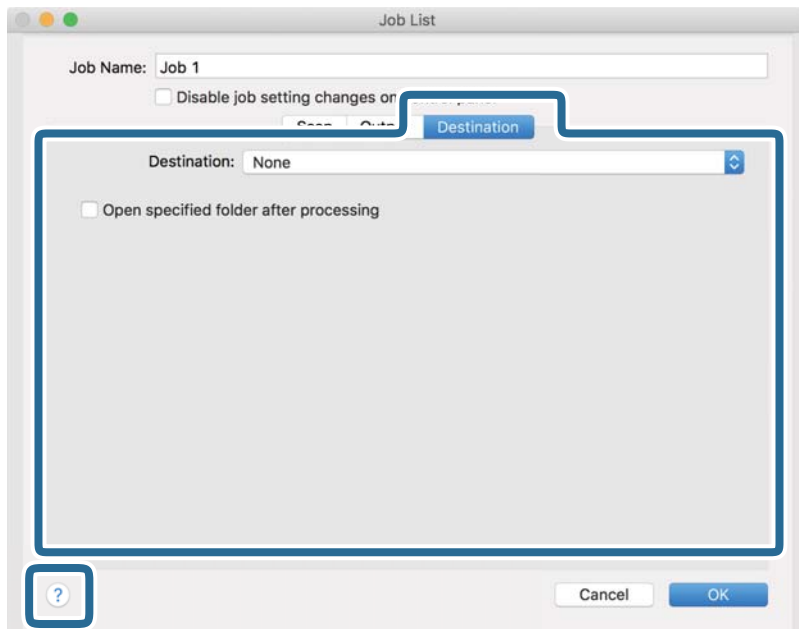 Job List
Job Name: Job 1
Disable job setting changes on
Destination
Destination: None
Open specified folder after processing
? Cancel OK